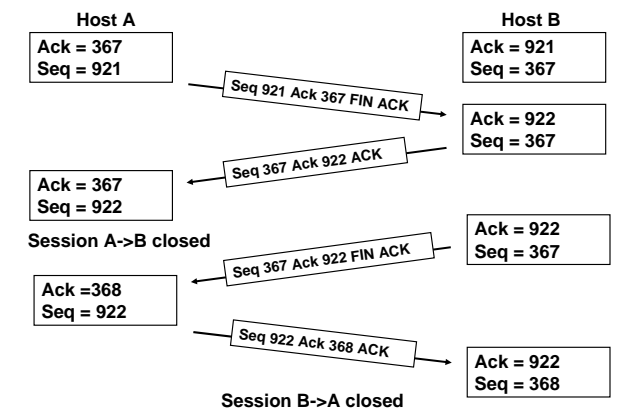 Host A
Host B
Ack = 367
Seq = 921
Ack = 921
Seq = 367
Seq 921 Ack 367 FIN ACK
Ack = 922
Seq = 367
Seq 367 Ack 922 ACK
Ack = 367
Seq = 922
Session A->B closed
Ack = 922
Seq = 367
Seq 367 Ack 922 FIN ACK
Ack =368
Seq = 922
Seq 922 Ack 368 ACK
Ack = 922
Seq = 368
Session B->A closed